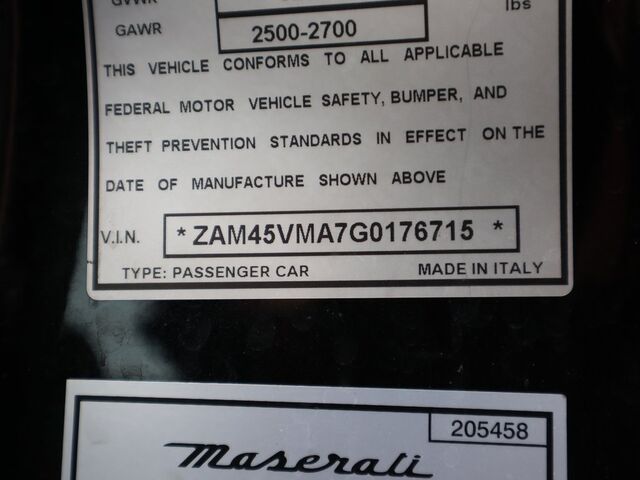 lbs
GAWR 2500-2700
THIS VEHICLE CONFORMS TO ALL APPLICABLE
FEDERAL MOTOR VEHICLE SAFETY, BUMPER, AND
THEFT PREVENTION STANDARDS IN EFFECT ON THE
DATE OF MANUFACTURE SHOWN ABOVE
V.I.N. * ZAM45VMA7G0176715 *
TYPE: PASSENGER CAR MADE IN ITALY
205458
Maserati